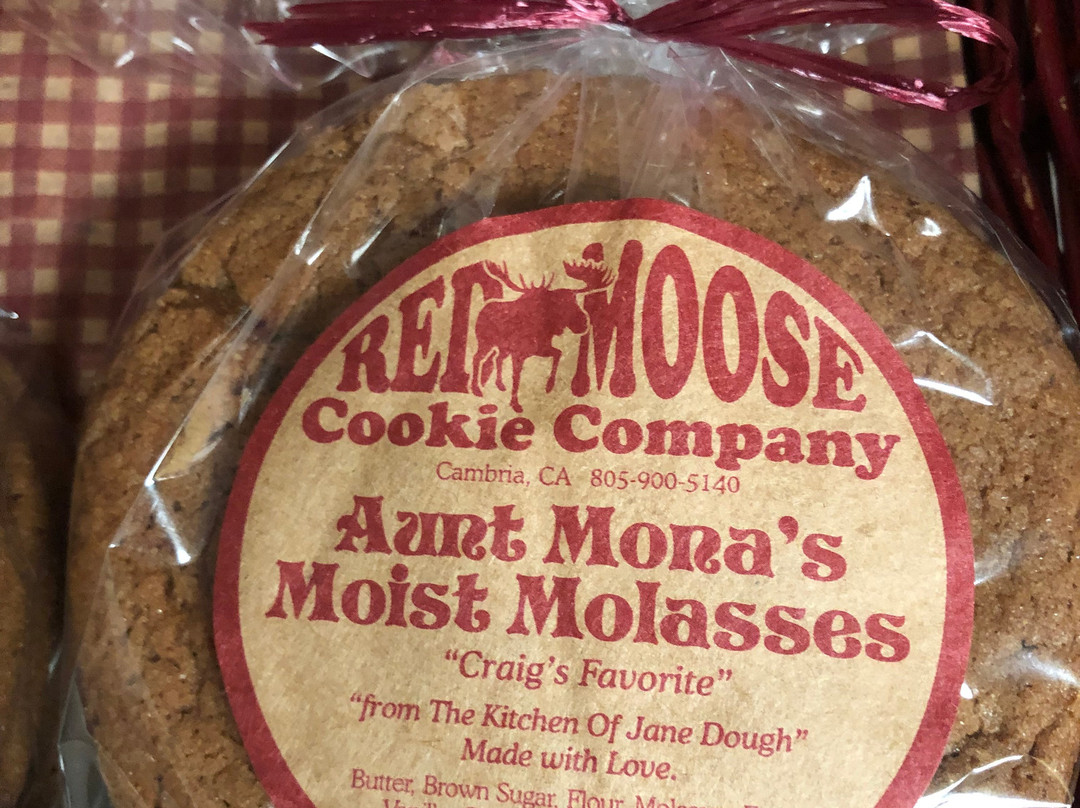 RED MOOSE
Cookie Company
Cambria, CA 805-900-5140
Aunt Mona's
Moist Molasses
"Craig's Favorite"
"from The Kitchen Of Jane Dough"
Made with Love.
Butter, Brown Sugar, Flour,